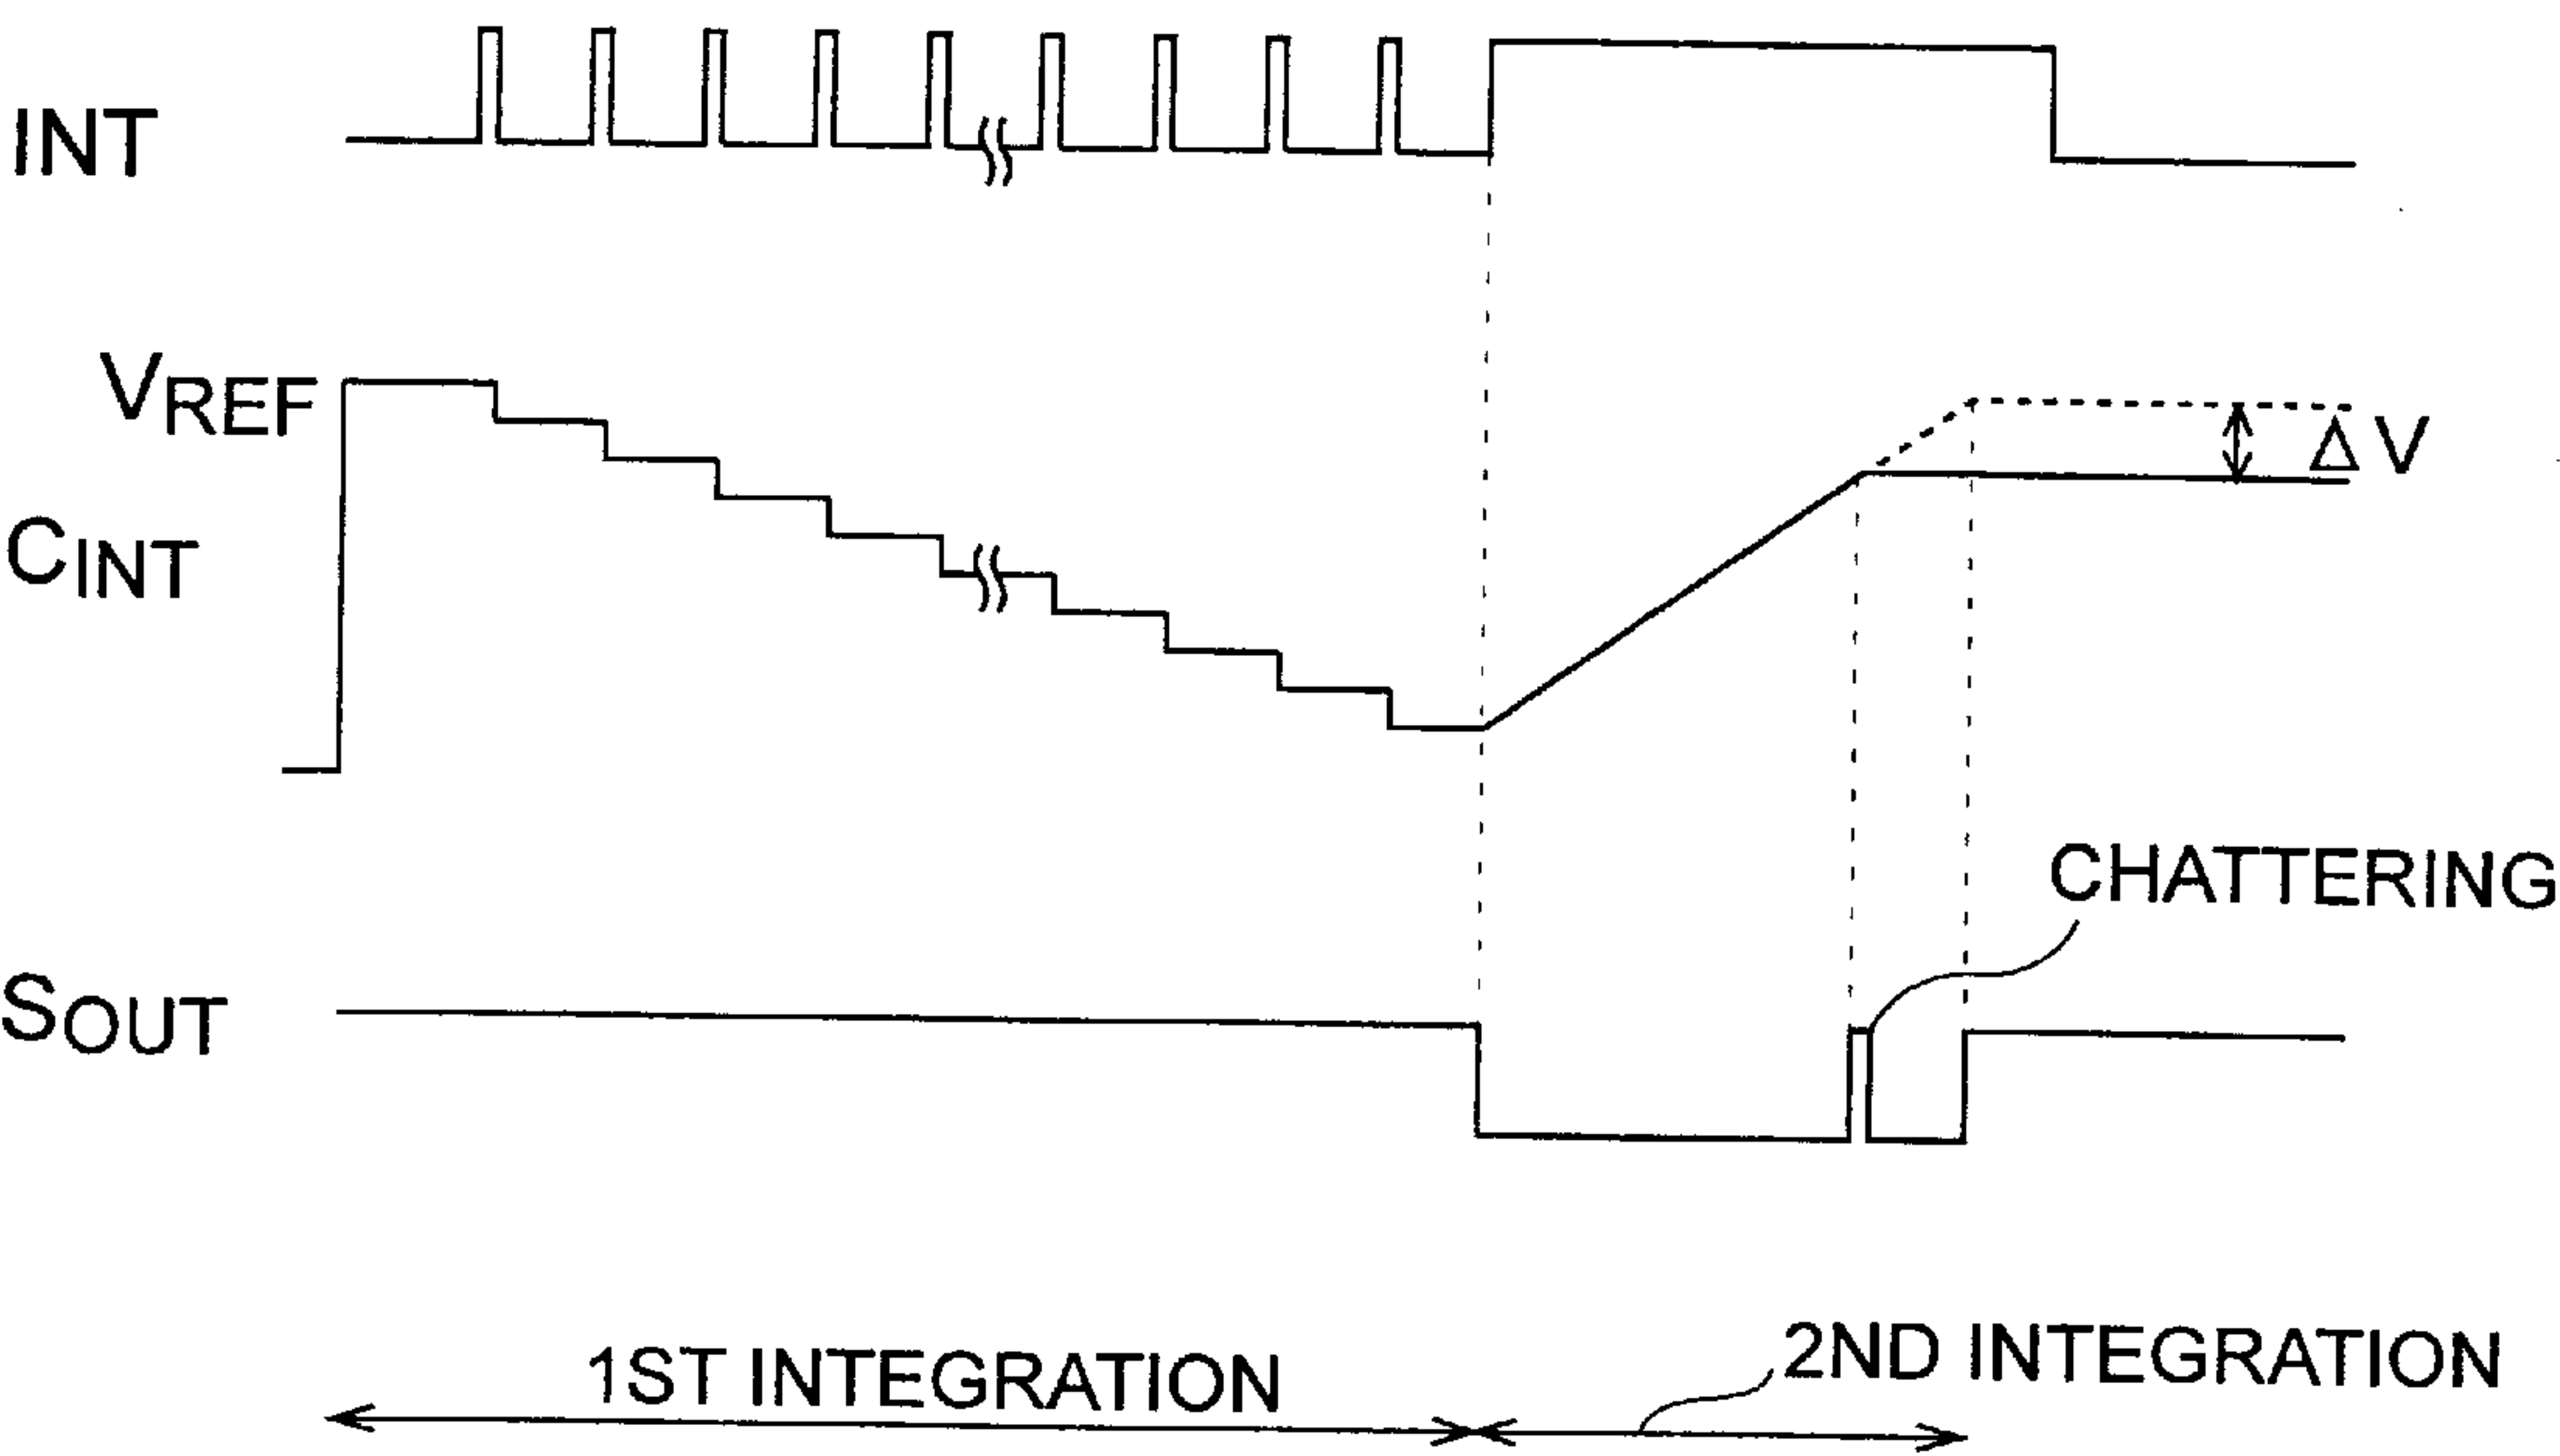 INT
VREF
CINT
ΔV
CHATTERING
SOUT
1ST INTEGRATION
2ND INTEGRATION